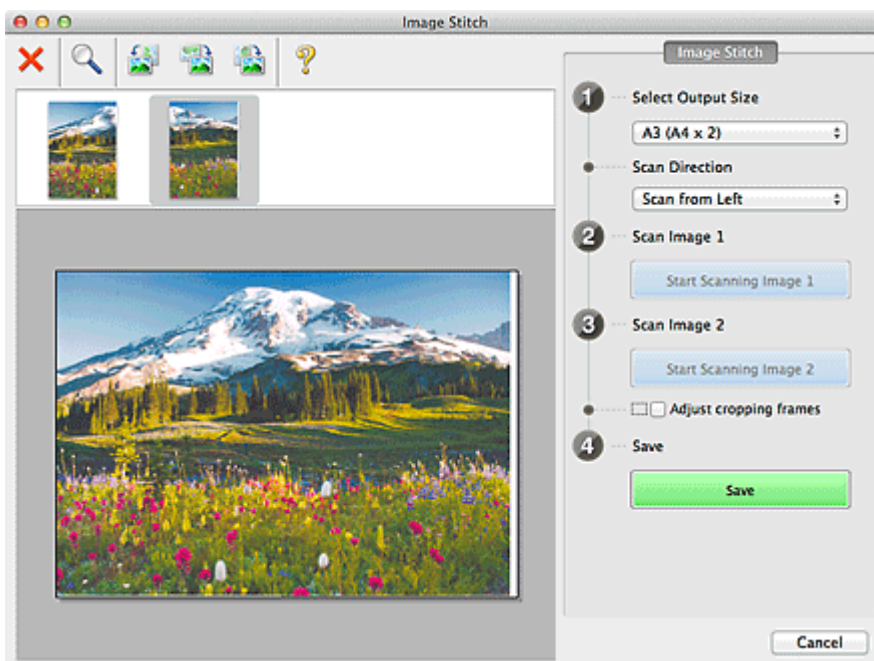 Image Stitch
Image Stitch
1 Select Output Size
A3 (A4 x 2)
Scan Direction
Scan from Left
2 Scan Image 1
Start Scanning Image 1
3 Scan Image 2
Start Scanning Image 2
Adjust cropping frames
4 Save
Save
Cancel